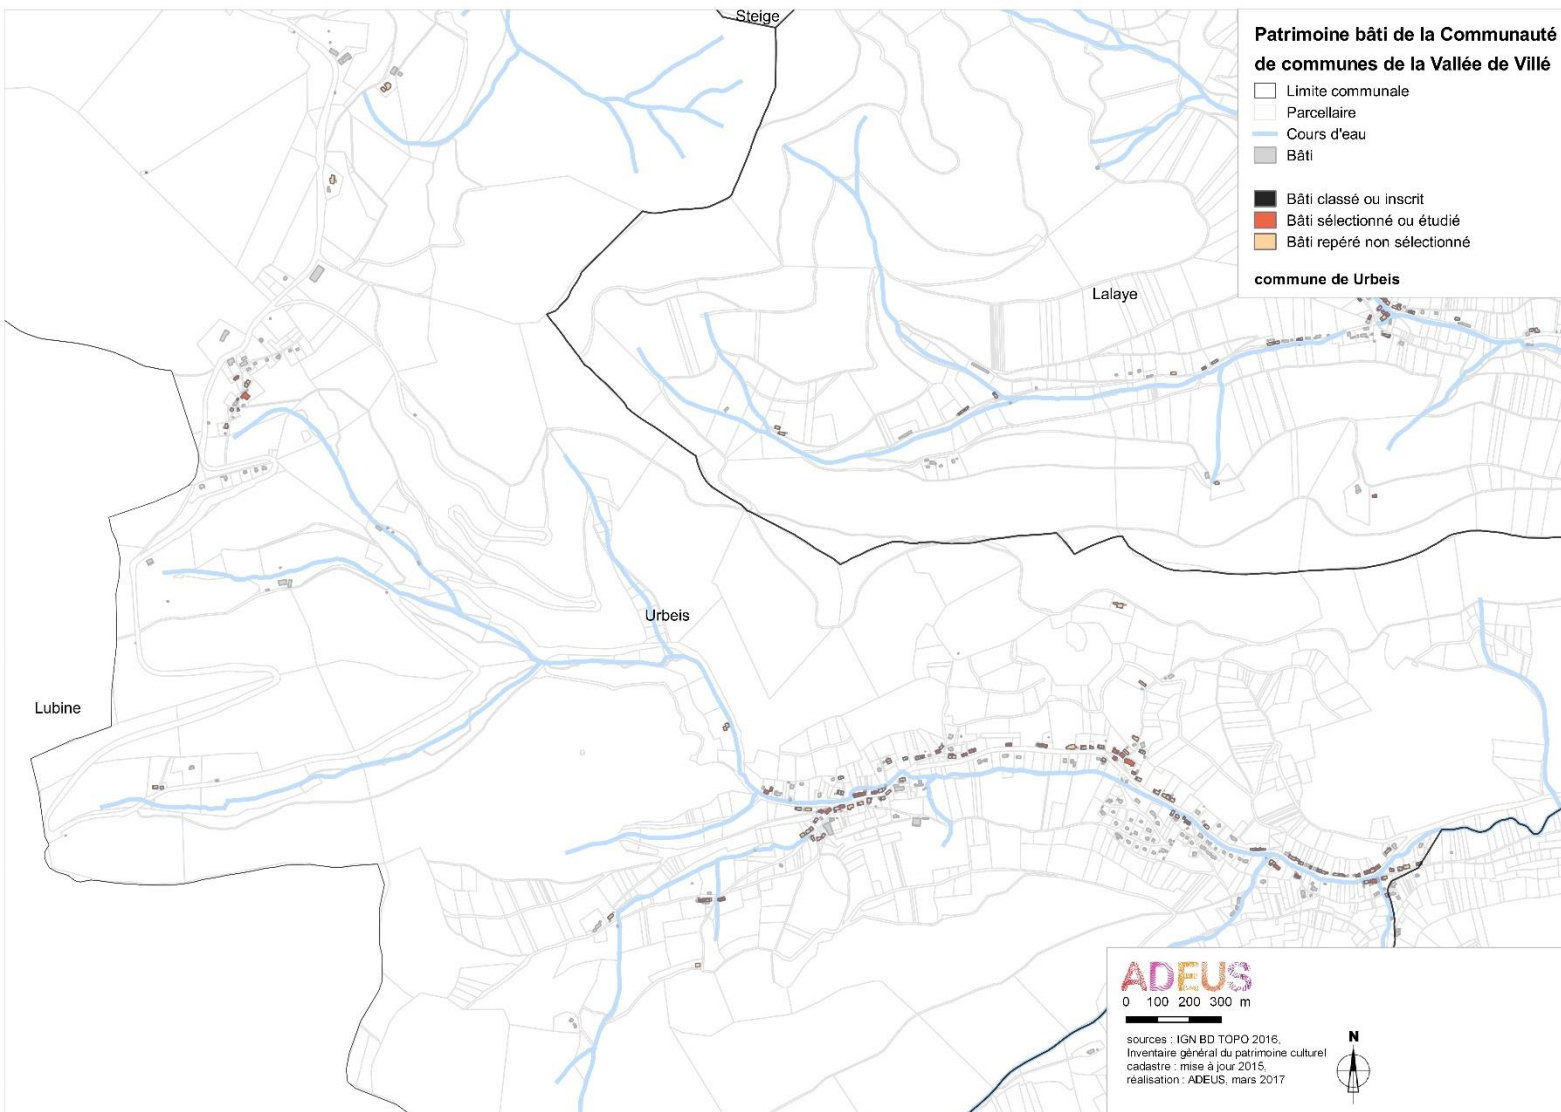 Steige
Patrimoine bâti de la Communauté
de communes de la Vallée de Villé
Limite communale
Parcellaire
Cours d'eau
Bâti
Bâti classé ou inscrit
Bâti sélectionné ou étudié
Bâti repéré non sélectionné
commune de Urbeis
Lalaye
Urbeis
Lubine
ADEUS
0 100 200 300 m
sources : IGN BD TOPO 2016,
Inventaire général du patrimoine culturel
cadastre : mise à jour 2015,
réalisation : ADEUS, mars 2017
N